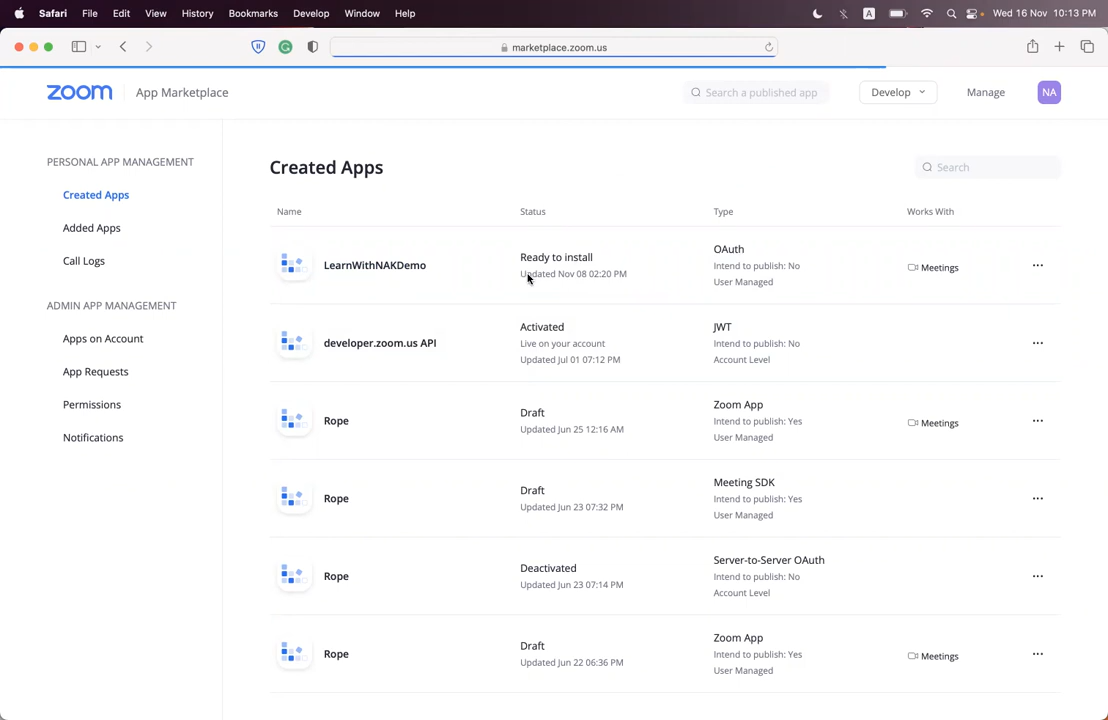 Safari File Edit View History Bookmarks Develop Window Help A Wed 16 Nov 10:13 PM
marketplace.zoom.us
zoom App Marketplace Search a published app Develop Manage NA
PERSONAL APP MANAGEMENT
Created Apps
Added Apps
Call Logs
ADMIN APP MANAGEMENT
Apps on Account
App Requests
Permissions
Notifications
Created Apps Search
Name Status Type Works With
LearnWithNAKDemo
Ready to install
Updated Nov 08 02:20 PM
OAuth
Intend to publish: No
User Managed
Meetings
developer.zoom.us API
Activated
Live on your account
Updated Jul 01 07:12 PM
JWT
Intend to publish: No
Account Level
Rope
Draft
Updated Jun 25 12:16 AM
Zoom App
Intend to publish: Yes
User Managed
Meetings
Rope
Draft
Updated Jun 23 07:32 PM
Meeting SDK
Intend to publish: Yes
User Managed
Rope
Deactivated
Updated Jun 23 07:14 PM
Server-to-Server OAuth
Intend to publish: No
Account Level
Rope
Draft
Updated Jun 22 06:36 PM
Zoom App
Intend to publish: Yes
User Managed
Meetings